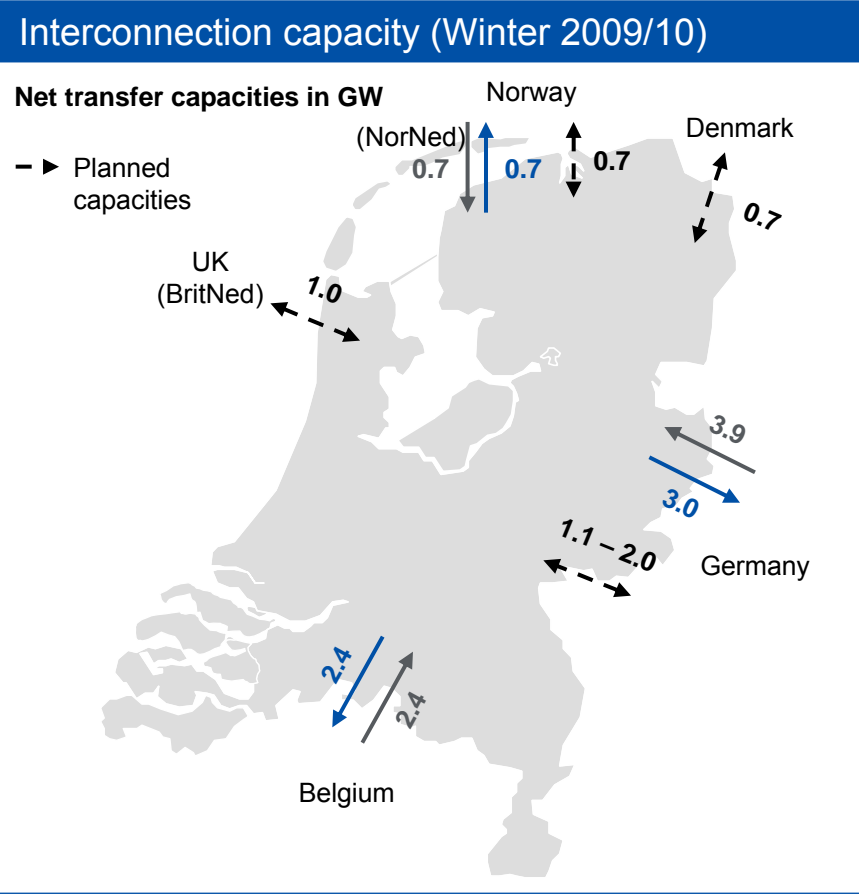 Interconnection capacity (Winter 2009/10)
Net transfer capacities in GW
Norway
(NorNed)
Denmark
Planned
capacities
0.7
0.7
0.7
0.7
UK
(BritNed)
1.0
3.9
3.0
1.1 – 2.0
Germany
2.4
2.4
Belgium